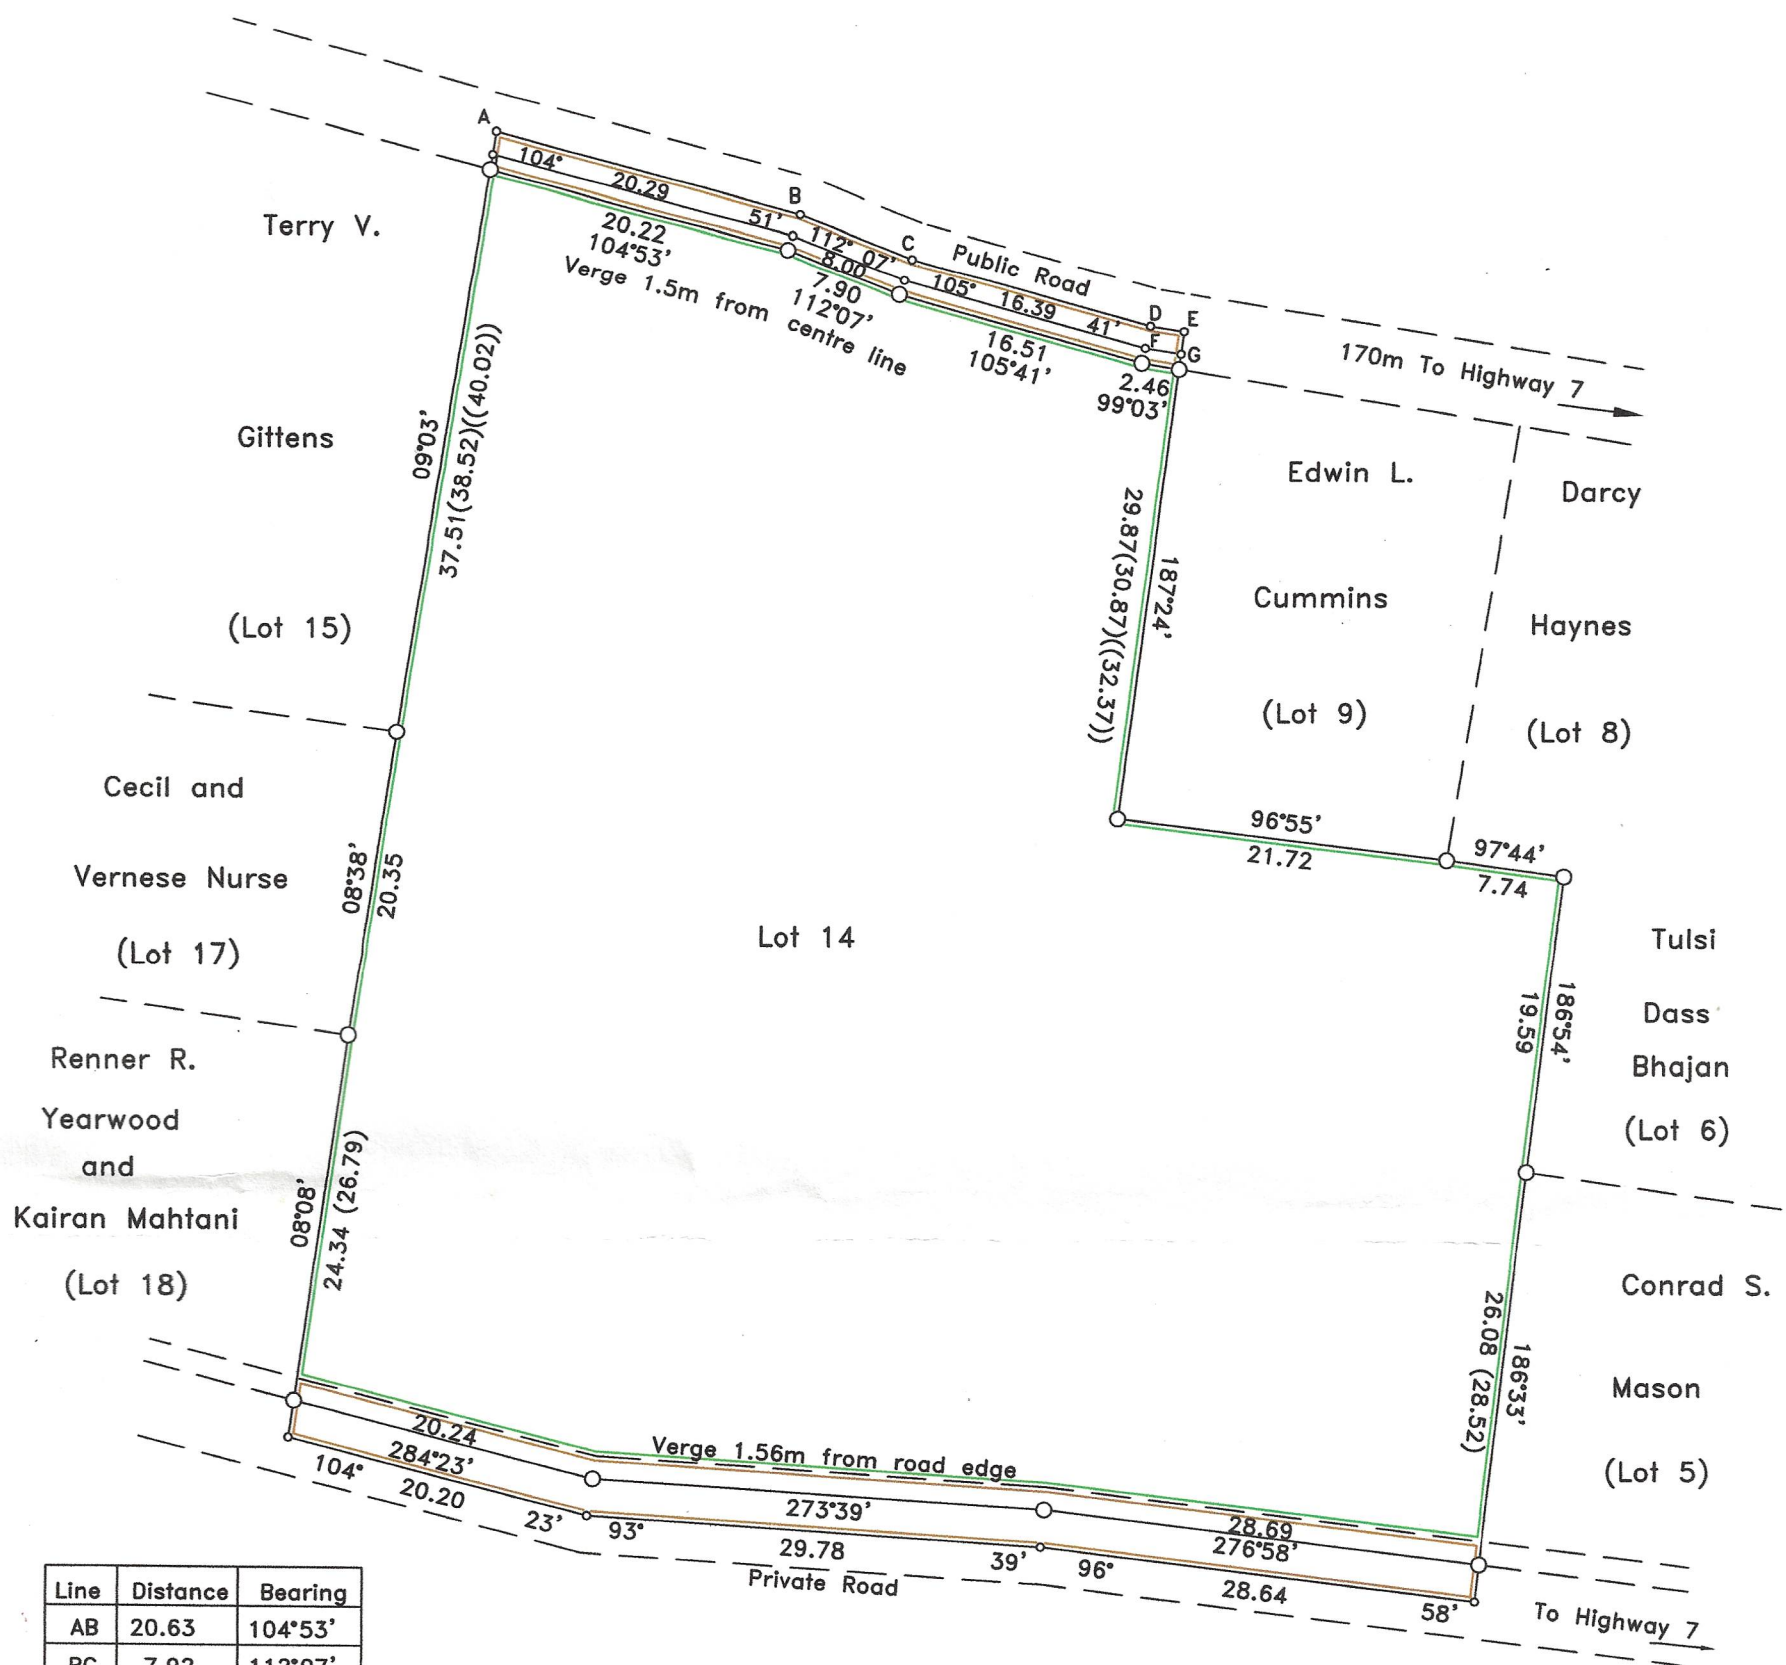 A
104°
20.29
51'
B
112°
07'
8.00
C
Public Road
105°
16.39
41'
D
E
F
G
20.22
104°53'
7.90
112°07'
16.51
105°41'
2.46
99°03'
Verge 1.5m from centre line
170m To Highway 7
Terry V.
Gittens
(Lot 15)
09°03'
37.51(38.52)((40.02))
29.87(30.87)((32.37))
187°24'
Edwin L.
Cummins
(Lot 9)
Darcy
Haynes
(Lot 8)
96°55'
21.72
97°44'
7.74
Cecil and
Vernese Nurse
(Lot 17)
08°38'
20.35
Lot 14
Tulsi
Dass
Bhajan
(Lot 6)
186°54'
19.59
Renner R.
Yearwood
and
Kairan Mahtani
(Lot 18)
08°08'
24.34 (26.79)
26.08 (28.52)
186°33'
Conrad S.
Mason
(Lot 5)
20.24
284°23'
Verge 1.56m from road edge
273°39'
28.69
276°58'
104°
20.20
23'
93°
29.78
39'
96°
28.64
58'
Private Road
To Highway 7
Line Distance Bearing
AB 20.63 104°53'